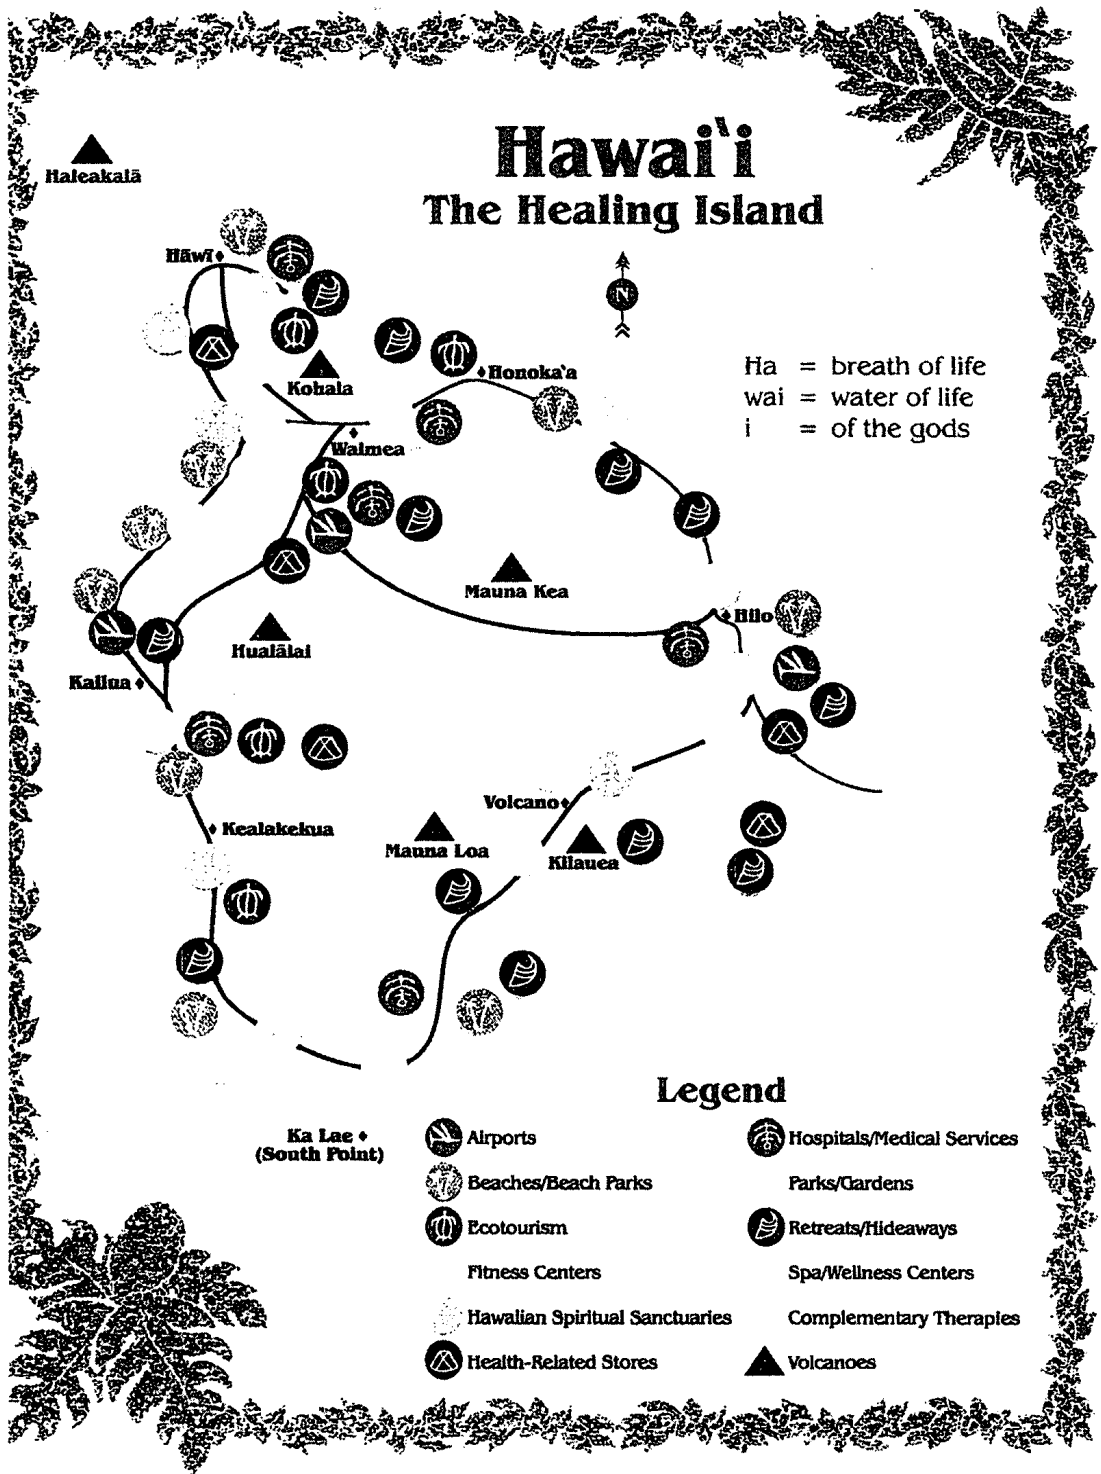 Hawai‘i
The Healing Island
Haleakalā
N
Hāwī
Ha = breath of life
wai = water of life
i = of the gods
Kohala
Honoka‘a
Waimea
Mauna Kea
Hilo
Hualālai
Kailua
Volcano
Kealakekua
Mauna Loa
Kilauea
Ka Lae
(South Point)
Legend
Airports
Beaches/Beach Parks
Ecotourism
Fitness Centers
Hawaiian Spiritual Sanctuaries
Health-Related Stores
Hospitals/Medical Services
Parks/Gardens
Retreats/Hideaways
Spa/Wellness Centers
Complementary Therapies
Volcanoes